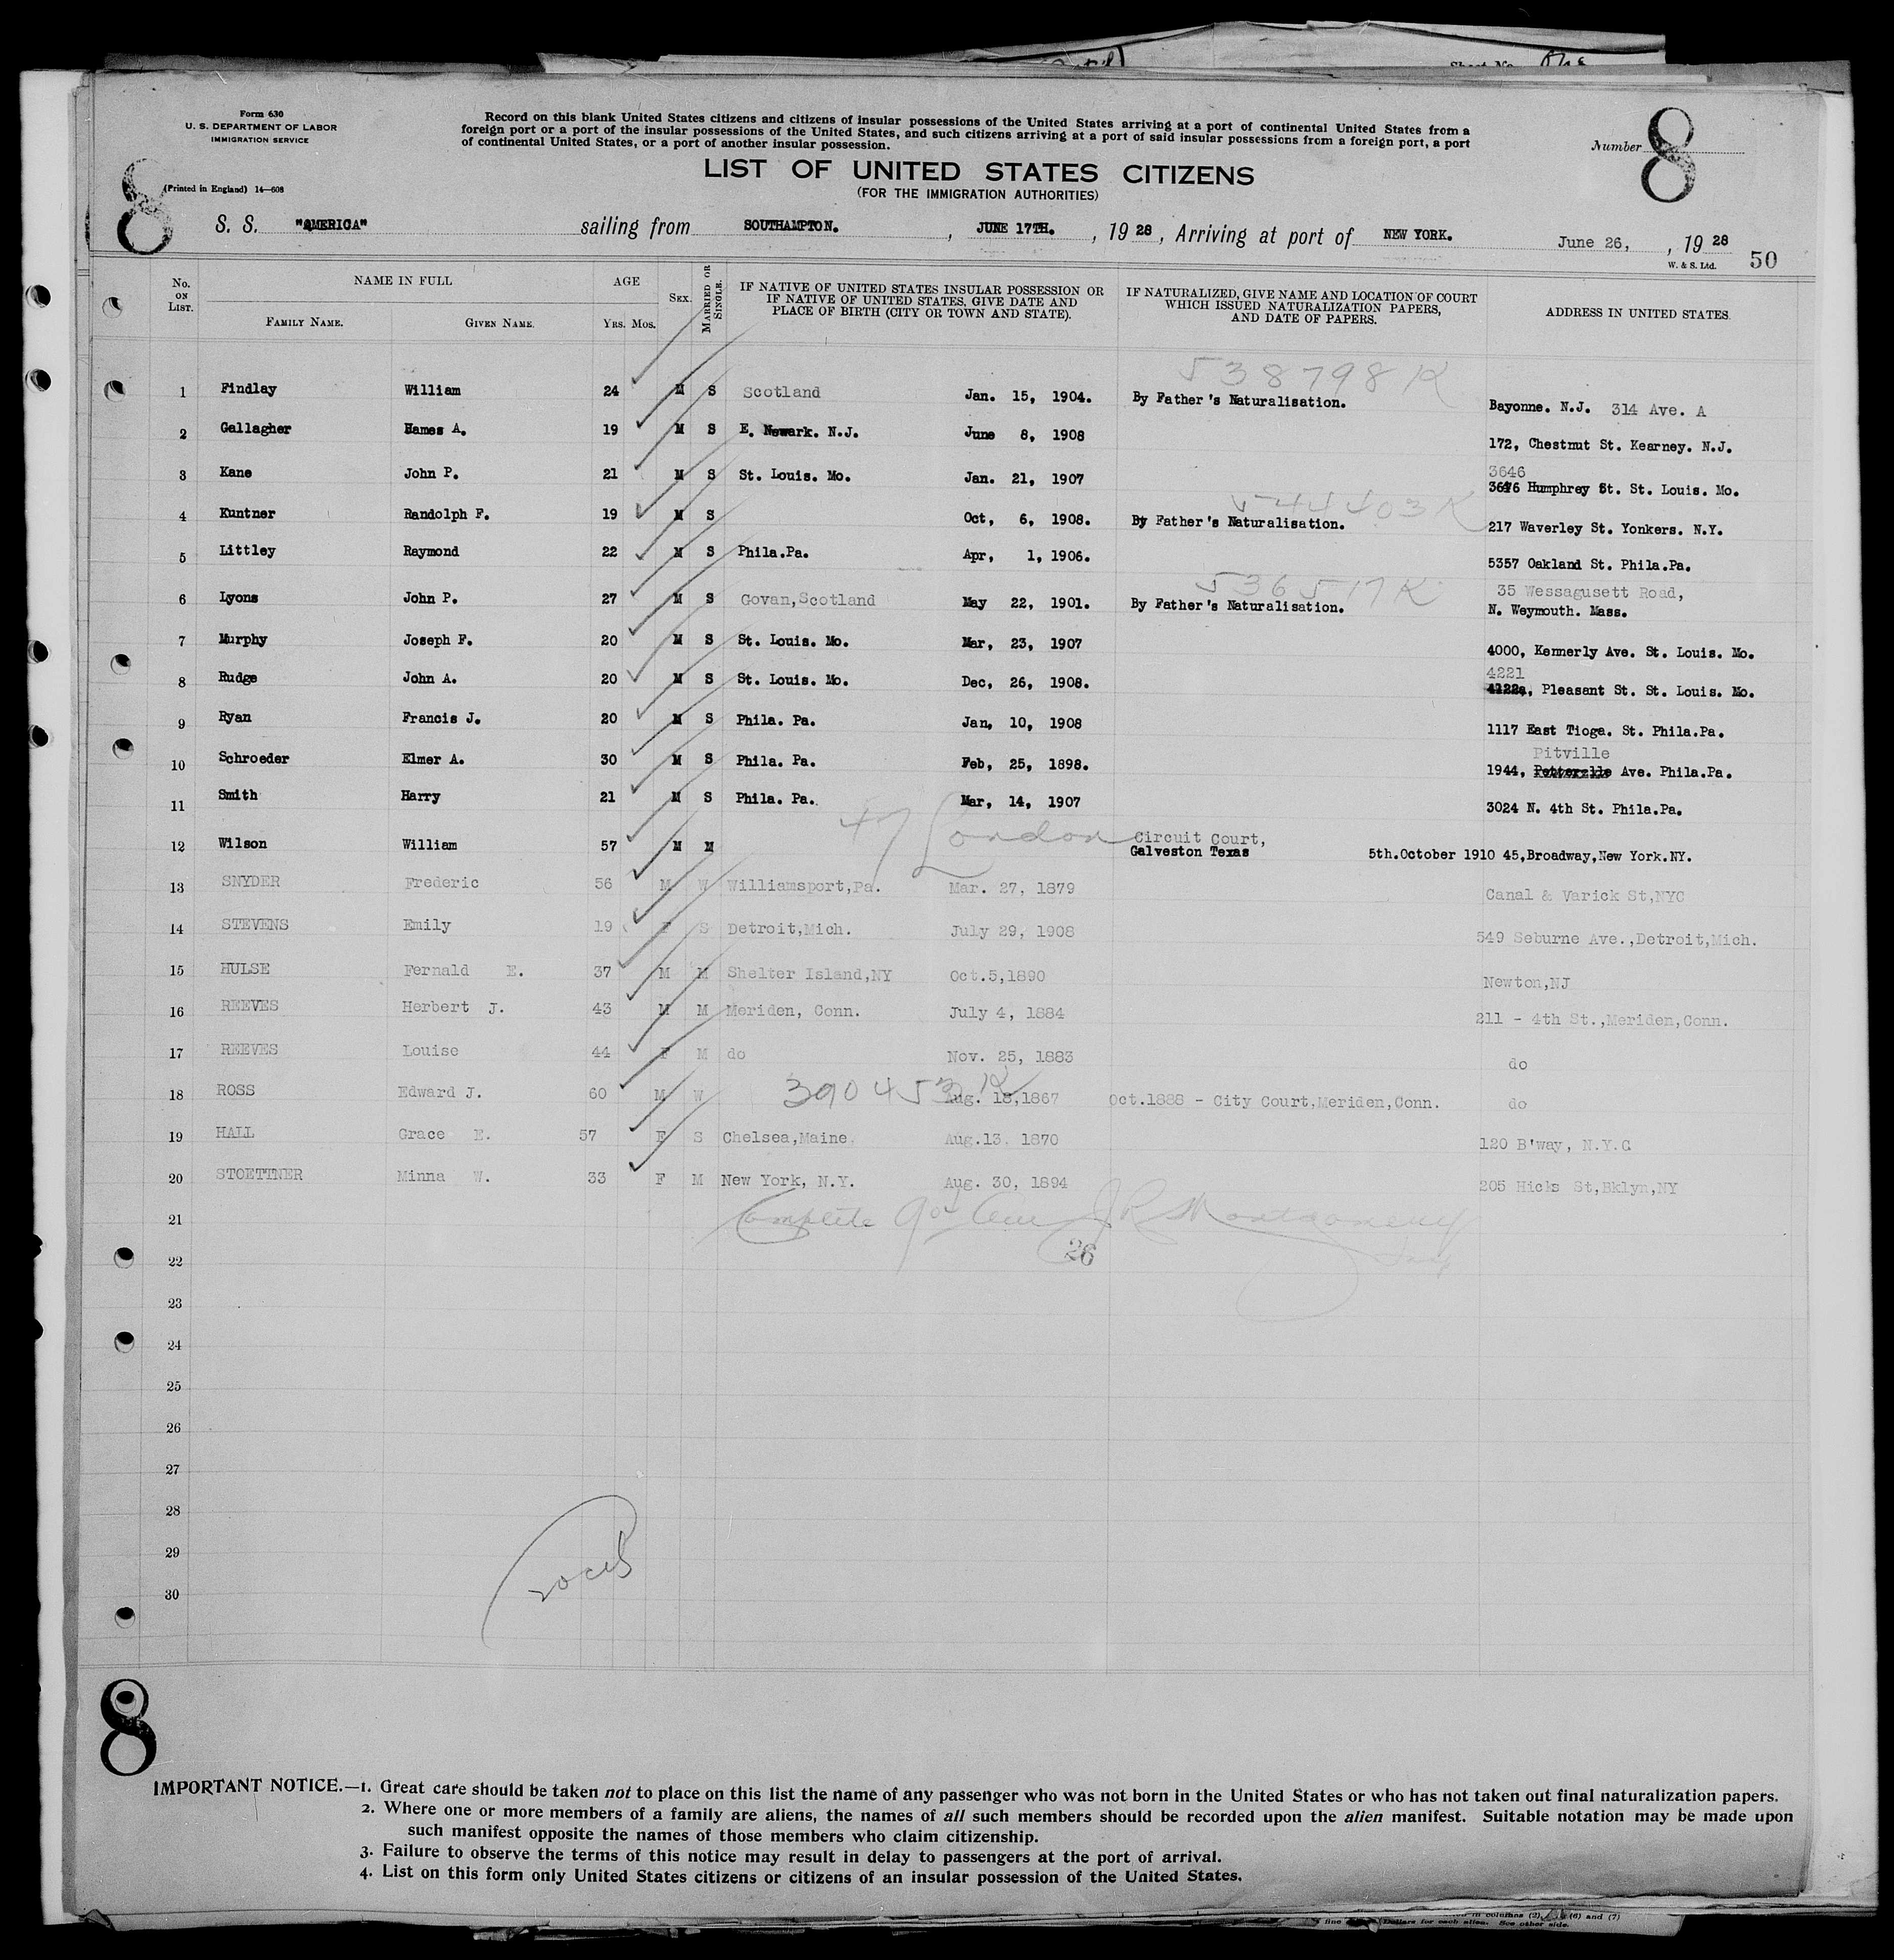 Form 630
U. S. DEPARTMENT OF LABOR
IMMIGRATION SERVICE
(Printed in England) 14—608
Record on this blank United States citizens and citizens of insular possessions of the United States arriving at a port of continental United States from a
foreign port or a port of the insular possessions of the United States, and such citizens arriving at a port of said insular possessions from a foreign port, a port
of continental United States, or a port of another insular possession.
Number 8
8
LIST OF UNITED STATES CITIZENS
(FOR THE IMMIGRATION AUTHORITIES)
S. S. "AMERICA" sailing from SOUTHAMPTON. , JUNE 17TH. , 19 28 , Arriving at port of NEW YORK. June 26, , 19 28
W. & S. Ltd. 50
No. ON LIST. NAME IN FULL AGE SEX. MARRIED OR SINGLE. IF NATIVE OF UNITED STATES INSULAR POSSESSION OR IF NATIVE OF UNITED STATES, GIVE DATE AND PLACE OF BIRTH (CITY OR TOWN AND STATE). IF NATURALIZED, GIVE NAME AND LOCATION OF COURT WHICH ISSUED NATURALIZATION PAPERS, AND DATE OF PAPERS. ADDRESS IN UNITED STATES.
FAMILY NAME. GIVEN NAME. YRS. MOS.
538798 K
1 Findlay William 24 M S Scotland Jan. 15, 1904. By Father's Naturalisation. Bayonne. N.J. 314 Ave. A
2 Gallagher Hames A. 19 M S E. Newark. N.J. June 8, 1908 172, Chestnut St. Kearney. N.J.
3646
3 Kane John P. 21 M S St. Louis. Mo. Jan. 21, 1907 3676 Humphrey St. St. Louis. Mo.
544403 K
4 Kuntner Randolph F. 19 M S Oct, 6, 1908. By Father's Naturalisation. 217 Waverley St. Yonkers. N.Y.
5 Littley Raymond 22 M S Phila.Pa. Apr, 1, 1906. 5357 Oakland St. Phila.Pa.
536517 K 35 Wessagusett Road,
6 Lyons John P. 27 M S Govan,Scotland May 22, 1901. By Father's Naturalisation. N. Weymouth. Mass.
7 Murphy Joseph F. 20 M S St. Louis. Mo. Mar, 23, 1907 4000, Kennerly Ave. St. Louis. Mo.
4221
8 Rudge John A. 20 M S St. Louis. Mo. Dec, 26, 1908. 4122a, Pleasant St. St. Louis. Mo.
9 Ryan Francis J. 20 M S Phila. Pa. Jan, 10, 1908 1117 East Tioga. St. Phila.Pa.
Pitville
10 Schroeder Elmer A. 30 M S Phila. Pa. Feb, 25, 1898. 1944, Ave. Phila.Pa.
11 Smith Harry 21 M S Phila. Pa. Mar, 14, 1907 3024 N. 4th St. Phila.Pa.
47 London Circuit Court,
12 Wilson William 57 M M Galveston Texas 5th.October 1910 45,Broadway,New York.NY.
13 SNYDER Frederic 56 M W Williamsport,Pa. Mar. 27, 1879 Canal & Varick St,NYC
14 STEVENS Emily 19 F S Detroit,Mich. July 29, 1908 549 Seburne Ave.,Detroit,Mich.
15 HULSE Fernald E. 37 M M Shelter Island,NY Oct.5,1890 Newton,NJ
16 REEVES Herbert J. 43 M M Meriden, Conn. July 4, 1884 211 - 4th St.,Meriden,Conn.
17 REEVES Louise 44 F M do Nov. 25, 1883 do
390453 K
18 ROSS Edward J. 60 M W Aug. 18,1867 Oct.1888 - City Court,Meriden,Conn. do
19 HALL Grace E. 57 F S Chelsea,Maine Aug.13. 1870 120 B'way, N.Y.C
20 STOETTNER Minna W. 33 F M New York, N.Y. Aug. 30, 1894 205 Hicks St,Bklyn,NY
21 Complete J R Montgomery
22 26
23
24
25
26
27
28
29
30
8
IMPORTANT NOTICE.—1. Great care should be taken not to place on this list the name of any passenger who was not born in the United States or who has not taken out final naturalization papers.
2. Where one or more members of a family are aliens, the names of all such members should be recorded upon the alien manifest. Suitable notation may be made upon
such manifest opposite the names of those members who claim citizenship.
3. Failure to observe the terms of this notice may result in delay to passengers at the port of arrival.
4. List on this form only United States citizens or citizens of an insular possession of the United States.